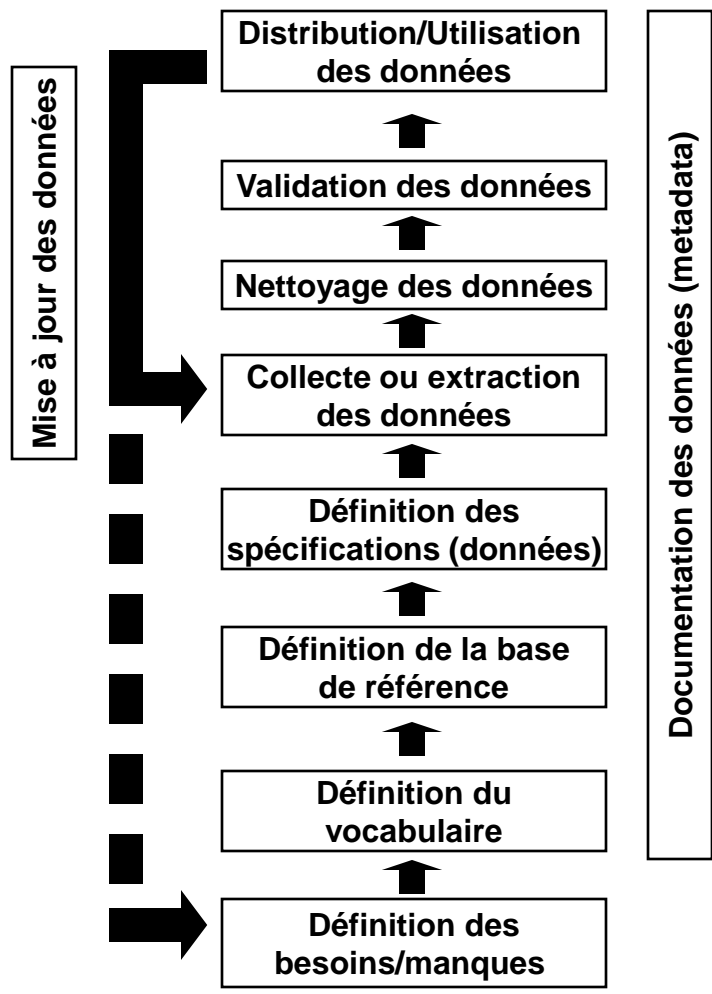 Distribution/Utilisation
des données
Validation des données
Nettoyage des données
Collecte ou extraction
des données
Définition des
spécifications (données)
Définition de la base
de référence
Définition du
vocabulaire
Définition des
besoins/manques
Mise à jour des données
Documentation des données (metadata)